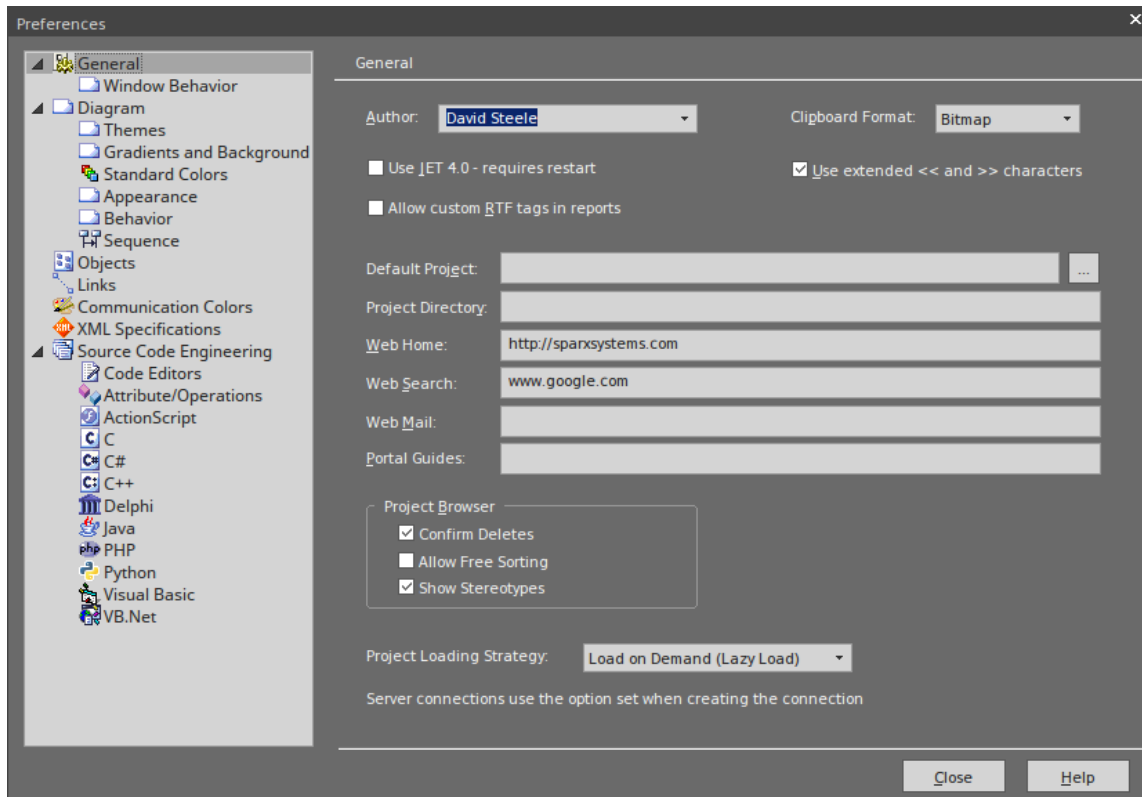 Preferences
General
Window Behavior
Diagram
Themes
Gradients and Background
Standard Colors
Appearance
Behavior
Sequence
Objects
Links
Communication Colors
XML Specifications
Source Code Engineering
Code Editors
Attribute/Operations
ActionScript
C
C#
C++
Delphi
Java
PHP
Python
Visual Basic
VB.Net
General
Author: David Steele Clipboard Format: Bitmap
Use JET 4.0 - requires restart Use extended << and >> characters
Allow custom RTF tags in reports
Default Project: ...
Project Directory:
Web Home: http://sparxsystems.com
Web Search: www.google.com
Web Mail:
Portal Guides:
Project Browser
Confirm Deletes
Allow Free Sorting
Show Stereotypes
Project Loading Strategy: Load on Demand (Lazy Load)
Server connections use the option set when creating the connection
Close Help